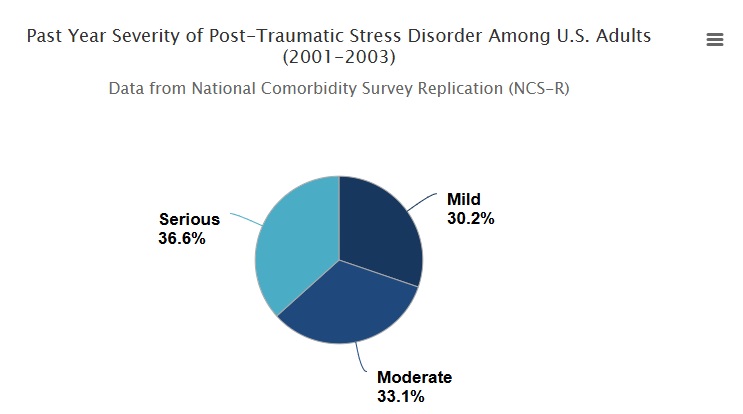 Past Year Severity of Post-Traumatic Stress Disorder Among U.S. Adults
(2001-2003)
Data from National Comorbidity Survey Replication (NCS-R)
Mild
30.2%
Serious
36.6%
Moderate
33.1%